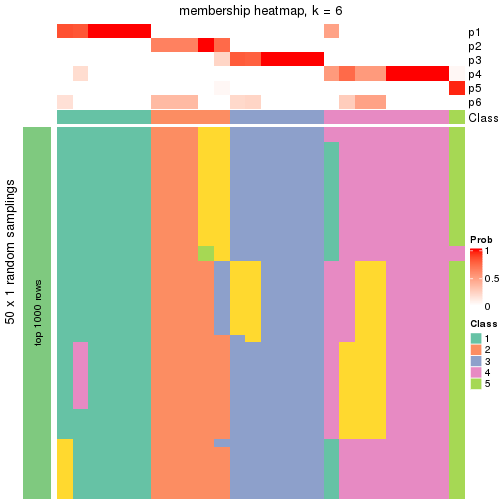 membership heatmap, k = 6
p1
p2
p3
p4
p5
p6
Class
50 x 1 random samplings
top 1000 rows
Prob
1
0.5
0
Class
1
2
3
4
5